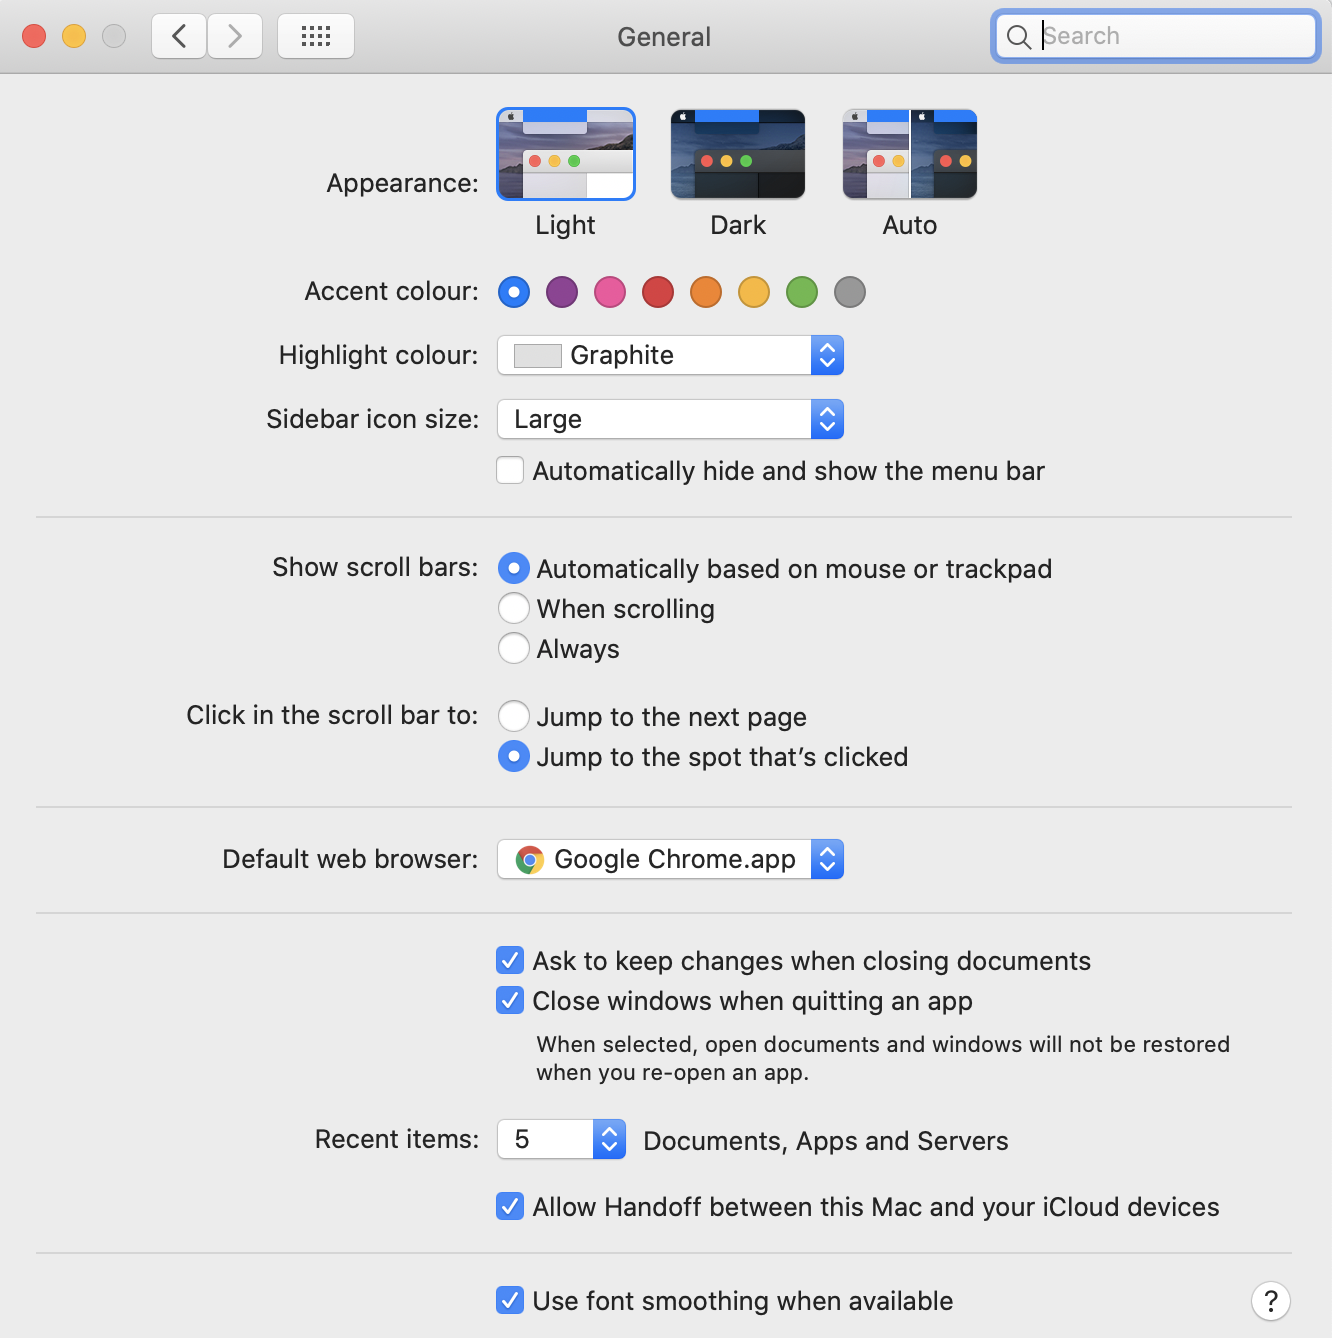 General
Search
Appearance:
Light
Dark
Auto
Accent colour:
Highlight colour: Graphite
Sidebar icon size: Large
Automatically hide and show the menu bar
Show scroll bars: Automatically based on mouse or trackpad
When scrolling
Always
Click in the scroll bar to: Jump to the next page
Jump to the spot that’s clicked
Default web browser: Google Chrome.app
Ask to keep changes when closing documents
Close windows when quitting an app
When selected, open documents and windows will not be restored
when you re-open an app.
Recent items: 5 Documents, Apps and Servers
Allow Handoff between this Mac and your iCloud devices
Use font smoothing when available
?